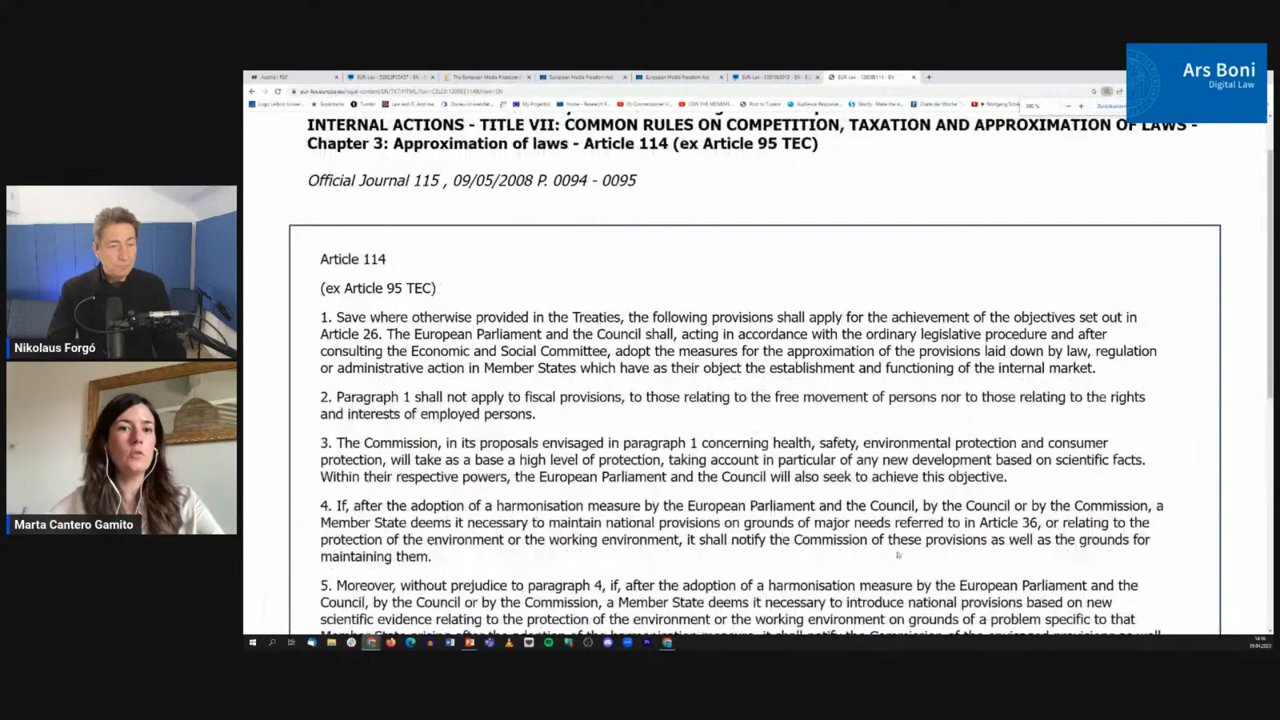 Ars Boni
Digital Law
INTERNAL ACTIONS - TITLE VII: COMMON RULES ON COMPETITION, TAXATION AND APPROXIMATION OF LAWS -
Chapter 3: Approximation of laws - Article 114 (ex Article 95 TEC)
Official Journal 115 , 09/05/2008 P. 0094 - 0095
Article 114
(ex Article 95 TEC)
1. Save where otherwise provided in the Treaties, the following provisions shall apply for the achievement of the objectives set out in
Article 26. The European Parliament and the Council shall, acting in accordance with the ordinary legislative procedure and after
consulting the Economic and Social Committee, adopt the measures for the approximation of the provisions laid down by law, regulation
or administrative action in Member States which have as their object the establishment and functioning of the internal market.
2. Paragraph 1 shall not apply to fiscal provisions, to those relating to the free movement of persons nor to those relating to the rights
and interests of employed persons.
3. The Commission, in its proposals envisaged in paragraph 1 concerning health, safety, environmental protection and consumer
protection, will take as a base a high level of protection, taking account in particular of any new development based on scientific facts.
Within their respective powers, the European Parliament and the Council will also seek to achieve this objective.
4. If, after the adoption of a harmonisation measure by the European Parliament and the Council, by the Council or by the Commission, a
Member State deems it necessary to maintain national provisions on grounds of major needs referred to in Article 36, or relating to the
protection of the environment or the working environment, it shall notify the Commission of these provisions as well as the grounds for
maintaining them.
5. Moreover, without prejudice to paragraph 4, if, after the adoption of a harmonisation measure by the European Parliament and the
Council, by the Council or by the Commission, a Member State deems it necessary to introduce national provisions based on new
scientific evidence relating to the protection of the environment or the working environment on grounds of a problem specific to that
Nikolaus Forgó
Marta Cantero Gamito